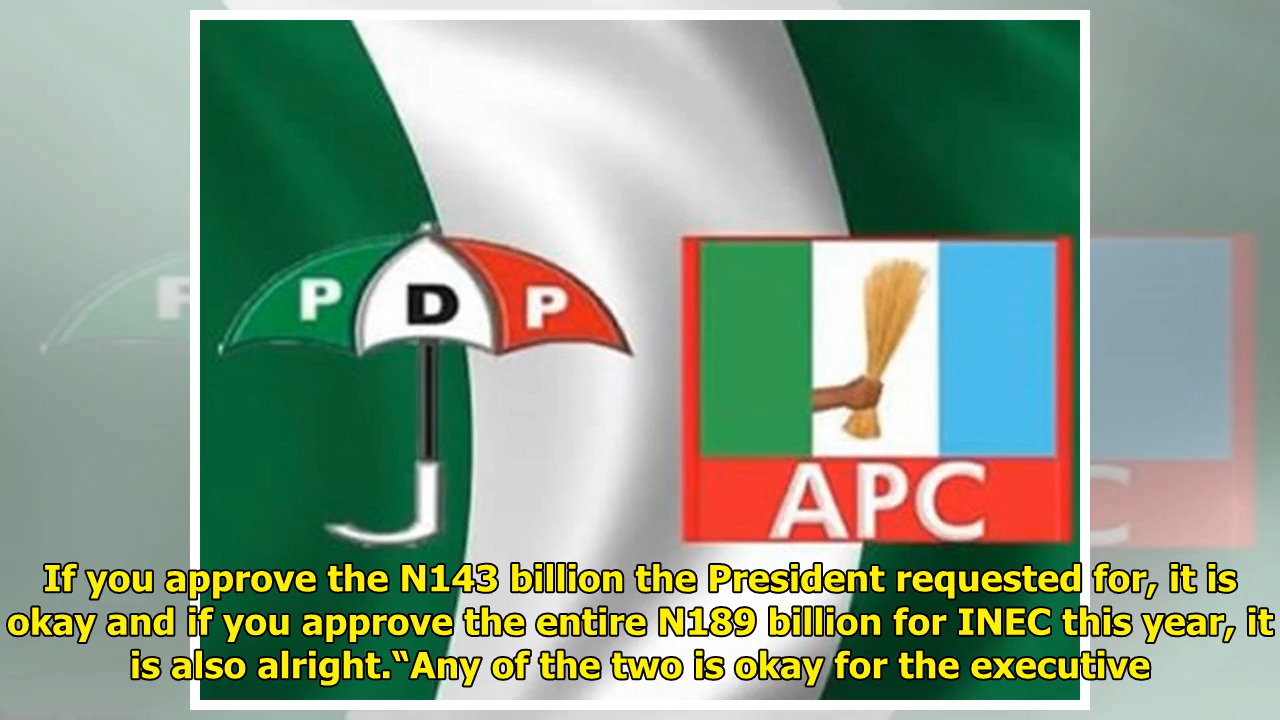 P D P
APC
If you approve the N143 billion the President requested for, it is
okay and if you approve the entire N189 billion for INEC this year, it
is also alright.“Any of the two is okay for the executive